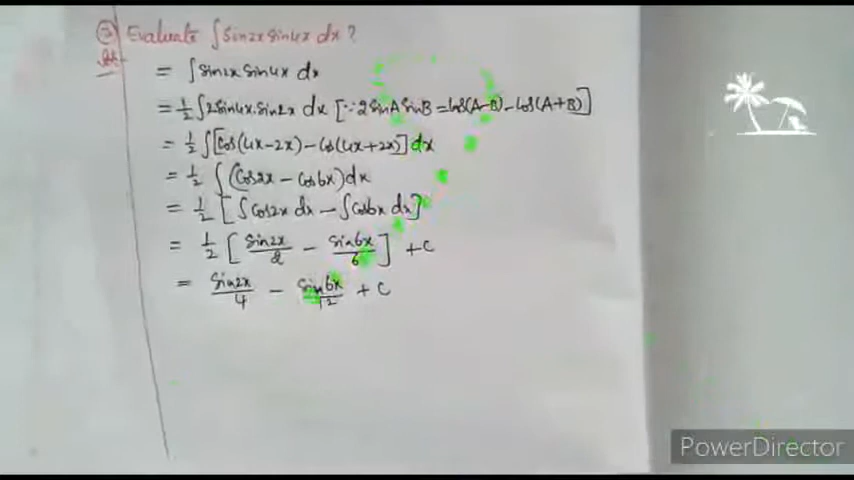 ③ Evaluate ∫sin2x sin4x dx ?
Sol:-
= ∫sin2x sin4x dx
= 1/2 ∫2sin4x.sin2x dx [∵ 2sinA sinB = cos(A-B) - cos(A+B)]
= 1/2 ∫[cos(4x-2x) - cos(4x+2x)] dx
= 1/2 ∫(cos2x - cos6x) dx
= 1/2 [∫cos2x dx - ∫cos6x dx]
= 1/2 [sin2x/2 - sin6x/6] + c
= sin2x/4 - sin6x/12 + c
PowerDirector